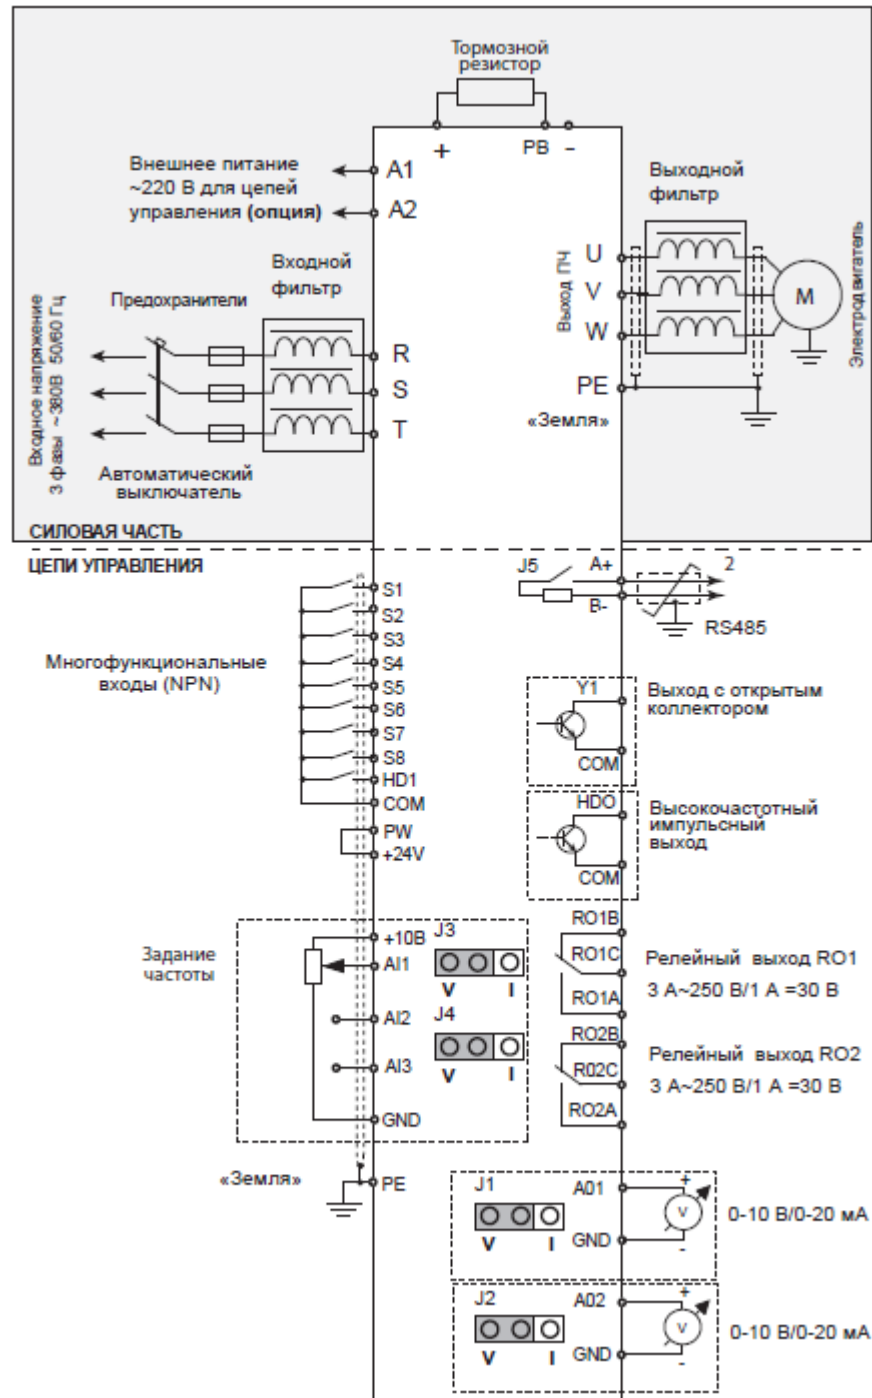 Тормозной
резистор
+
PB
-
Внешнее питание
~220 В для цепей
управления (опция)
A1
A2
Выходной
фильтр
Входной
фильтр
Предохранители
Входное напряжение
3 фазы ~380В 50/60 Гц
R
S
T
Автоматический
выключатель
Выход ПЧ
U
V
W
PE
«Земля»
M
Электродвигатель
СИЛОВАЯ ЧАСТЬ
ЦЕПИ УПРАВЛЕНИЯ
Многофункциональные
входы (NPN)
S1
S2
S3
S4
S5
S6
S7
S8
HD1
COM
PW
+24V
J5
A+
B-
2
RS485
Y1
COM
Выход с открытым
коллектором
HDO
COM
Высокочастотный
импульсный
выход
Задание
частоты
+10В
AI1
AI2
AI3
GND
J3
V I
J4
V I
RO1B
RO1C
RO1A
Релейный выход RO1
3 А~250 В/1 А =30 В
RO2B
R02C
RO2A
Релейный выход RO2
3 А~250 В/1 А =30 В
«Земля»
PE
J1
V I
A01
GND
+
V
-
0-10 В/0-20 мА
J2
V I
A02
GND
+
V
-
0-10 В/0-20 мА